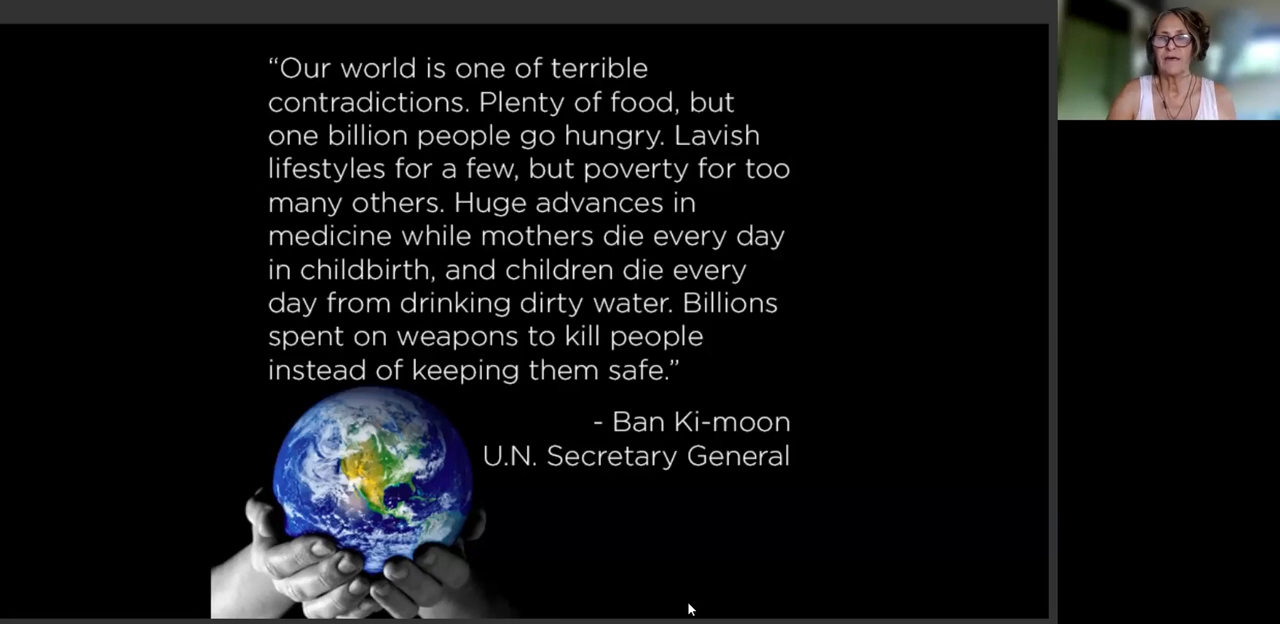 “Our world is one of terrible
contradictions. Plenty of food, but
one billion people go hungry. Lavish
lifestyles for a few, but poverty for too
many others. Huge advances in
medicine while mothers die every day
in childbirth, and children die every
day from drinking dirty water. Billions
spent on weapons to kill people
instead of keeping them safe.”
- Ban Ki-moon
U.N. Secretary General